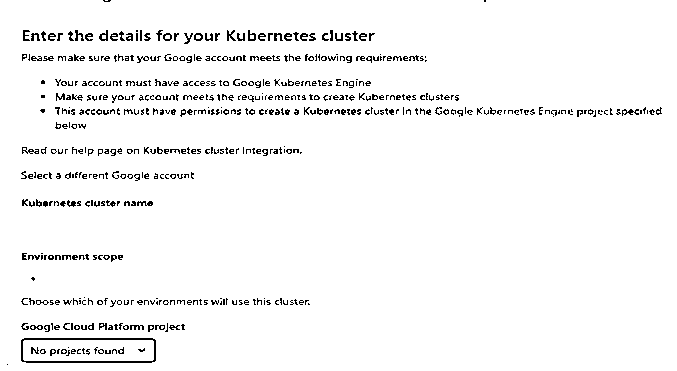 Enter the details for your Kubernetes cluster
Please make sure that your Google account meets the following requirements:
• Your account must have access to Google Kubernetes Engine
• Make sure your account meets the requirements to create Kubernetes clusters
• This account must have permissions to create a Kubernetes cluster in the Google Kubernetes Engine project specified
below
Read our help page on Kubernetes cluster integration.
Select a different Google account
Kubernetes cluster name
Environment scope
*
Choose which of your environments will use this cluster.
Google Cloud Platform project
No projects found